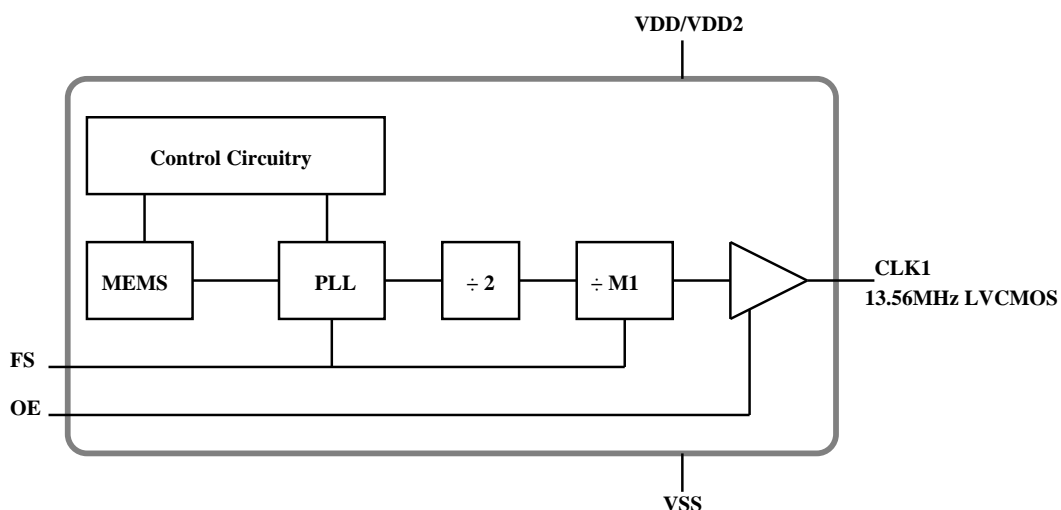 VDD/VDD2
Control Circuitry
MEMS
PLL
÷ 2
÷ M1
CLK1
13.56MHz LVCMOS
FS
OE
VSS